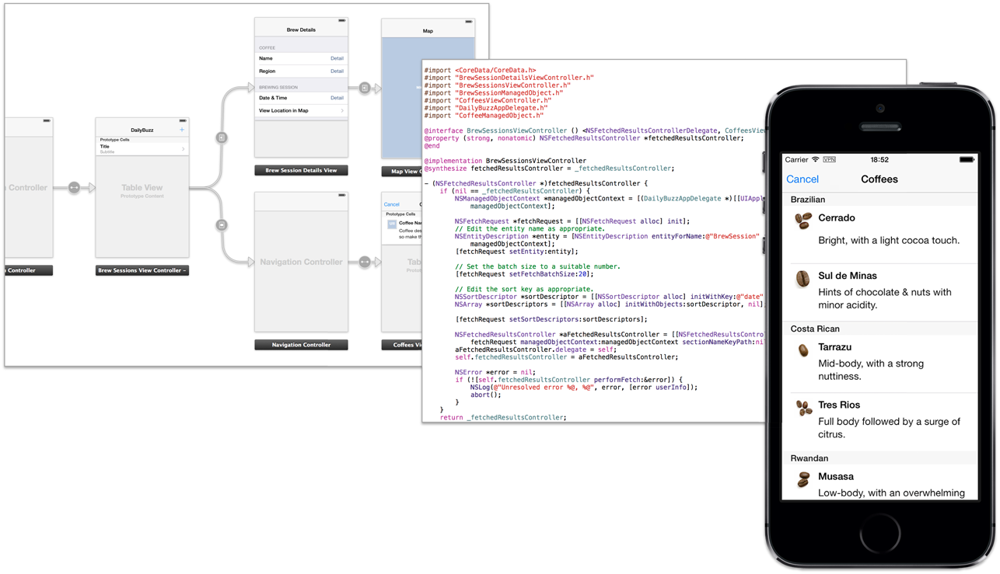 Brew Details
COFFEE
Name Detail
Region Detail
BREWING SESSION
Date & Time Detail
View Location in Map
Brew Session Details View
Map
Map View C
DailyBuzz +
Prototype Cells
Title
Subtitle
Table View
Prototype Content
Brew Sessions View Controller –
Controller
Controller
Navigation Controller
Navigation Controller
Cancel
Prototype Cells
Coffee Nam
Coffee des
so make th
Tab
Proto
Coffees Vi
#import <CoreData/CoreData.h>
#import "BrewSessionDetailsViewController.h"
#import "BrewSessionsViewController.h"
#import "BrewSessionManagedObject.h"
#import "CoffeesViewController.h"
#import "DailyBuzzAppDelegate.h"
#import "CoffeeManagedObject.h"
@interface BrewSessionsViewController () <NSFetchedResultsControllerDelegate, CoffeesView
@property (strong, nonatomic) NSFetchedResultsController *fetchedResultsController;
@end
@implementation BrewSessionsViewController
@synthesize fetchedResultsController = _fetchedResultsController;
- (NSFetchedResultsController *)fetchedResultsController {
if (nil == _fetchedResultsController) {
NSManagedObjectContext *managedObjectContext = [(DailyBuzzAppDelegate *)[[UIAppl
managedObjectContext];
NSFetchRequest *fetchRequest = [[NSFetchRequest alloc] init];
// Edit the entity name as appropriate.
NSEntityDescription *entity = [NSEntityDescription entityForName:@"BrewSession"
managedObjectContext];
[fetchRequest setEntity:entity];
// Set the batch size to a suitable number.
[fetchRequest setFetchBatchSize:20];
// Edit the sort key as appropriate.
NSSortDescriptor *sortDescriptor = [[NSSortDescriptor alloc] initWithKey:@"date"
NSArray *sortDescriptors = [[NSArray alloc] initWithObjects:sortDescriptor, nil]
[fetchRequest setSortDescriptors:sortDescriptors];
NSFetchedResultsController *aFetchedResultsController = [[NSFetchedResultsContro
fetchRequest managedObjectContext:managedObjectContext sectionNameKeyPath:ni
aFetchedResultsController.delegate = self;
self.fetchedResultsController = aFetchedResultsController;
NSError *error = nil;
if (![self.fetchedResultsController performFetch:&error]) {
NSLog(@"Unresolved error %@, %@", error, [error userInfo]);
abort();
}
}
return _fetchedResultsController;
Carrier VPN 18:52
Cancel Coffees
Brazilian
Cerrado
Bright, with a light cocoa touch.
Sul de Minas
Hints of chocolate & nuts with
minor acidity.
Costa Rican
Tarrazu
Mid-body, with a strong
nuttiness.
Tres Rios
Full body followed by a surge of
citrus.
Rwandan
Musasa
Low-body, with an overwhelming